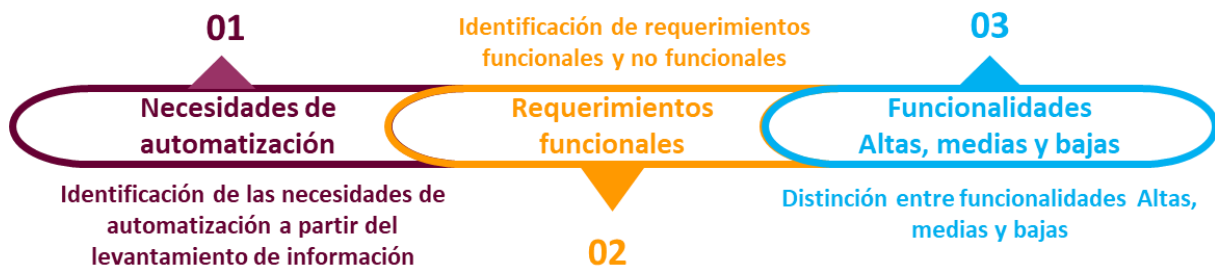 01
Necesidades de
automatización
Identificación de las necesidades de
automatización a partir del
levantamiento de información
Identificación de requerimientos
funcionales y no funcionales
Requerimientos
funcionales
02
03
Funcionalidades
Altas, medias y bajas
Distinción entre funcionalidades Altas,
medias y bajas